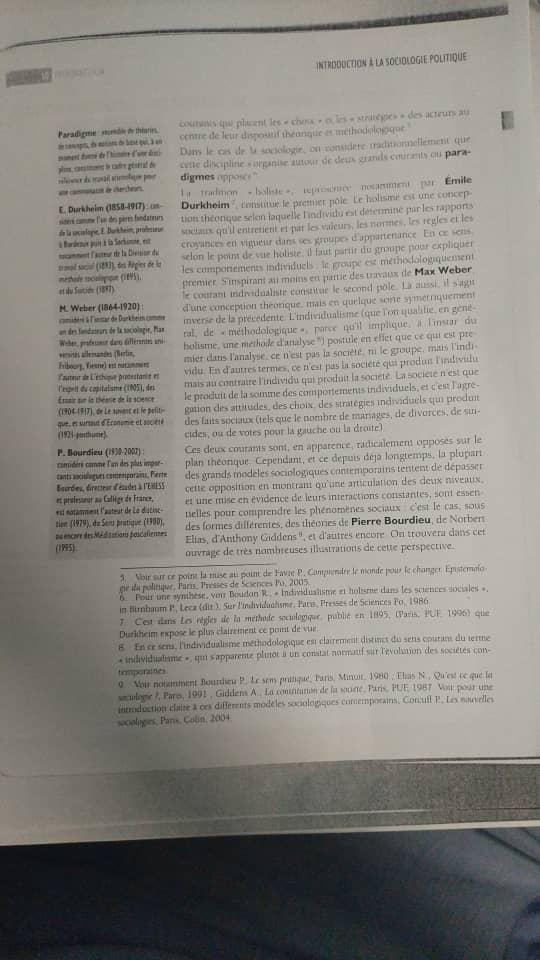 INTRODUCTION À LA SOCIOLOGIE POLITIQUE
courants qui placent les « choix » et les « stratégies » des acteurs au
centre de leur dispositif théorique et méthodologique 5.
Dans le cas de la sociologie, on considère traditionnellement que
cette discipline s'organise autour de deux grands courants ou para-
digmes opposés 6.
La tradition « holiste », représentée notamment par Émile
Durkheim 7, constitue le premier pôle. Le holisme est une concep-
tion théorique selon laquelle l'individu est déterminé par les rapports
sociaux qu'il entretient et par les valeurs, les normes, les règles et les
croyances en vigueur dans ses groupes d'appartenance. En ce sens,
selon le point de vue holiste, il faut partir du groupe pour expliquer
les comportements individuels : le groupe est méthodologiquement
premier. S'inspirant au moins en partie des travaux de Max Weber,
le courant individualiste constitue le second pôle. Là aussi, il s'agit
d'une conception théorique, mais en quelque sorte symétriquement
inverse de la précédente. L'individualisme (que l'on qualifie, en géné-
ral, de « méthodologique », parce qu'il implique, à l'instar du
holisme, une méthode d'analyse 8) postule en effet que ce qui est pre-
mier dans l'analyse, ce n'est pas la société, ni le groupe, mais l'indi-
vidu. En d'autres termes, ce n'est pas la société qui produit l'individu
mais au contraire l'individu qui produit la société. La société n'est que
le produit de la somme des comportements individuels, et c'est l'agré-
gation des attitudes, des choix, des stratégies individuels qui produit
des faits sociaux (tels que le nombre de mariages, de divorces, de sui-
cides, ou de votes pour la gauche ou la droite).
Ces deux courants sont, en apparence, radicalement opposés sur le
plan théorique. Cependant, et ce depuis déjà longtemps, la plupart
des grands modèles sociologiques contemporains tentent de dépasser
cette opposition en montrant qu'une articulation des deux niveaux,
et une mise en évidence de leurs interactions constantes, sont essen-
tielles pour comprendre les phénomènes sociaux : c'est le cas, sous
des formes différentes, des théories de Pierre Bourdieu, de Norbert
Elias, d'Anthony Giddens 9, et d'autres encore. On trouvera dans cet
ouvrage de très nombreuses illustrations de cette perspective.
Paradigme : ensemble de théories,
de concepts, de notions de base qui, à un
moment donné de l'histoire d'une disci-
pline, constituent le cadre général de
référence du travail scientifique pour
une communauté de chercheurs.
E. Durkheim (1858-1917) : con-
sidéré comme l'un des pères fondateurs
de la sociologie, E. Durkheim, professeur
à Bordeaux puis à la Sorbonne, est
notamment l'auteur de La Division du
travail social (1893), des Règles de la
méthode sociologique (1895),
et du Suicide (1897).
M. Weber (1864-1920) :
considéré à l'instar de Durkheim comme
un des fondateurs de la sociologie, Max
Weber, professeur dans différentes uni-
versités allemandes (Berlin,
Fribourg, Vienne) est notamment
l'auteur de L'éthique protestante et
l'esprit du capitalisme (1905), des
Essais sur la théorie de la science
(1904-1917), de Le savant et le politi-
que, et surtout d'Economie et société
(1921-posthume).
P. Bourdieu (1930-2002) :
considéré comme l'un des plus impor-
tants sociologues contemporains, Pierre
Bourdieu, directeur d'études à l'EHESS
et professeur au Collège de France,
est notamment l'auteur de La distinc-
tion (1979), du Sens pratique (1980),
ou encore des Méditations pascaliennes
(1995).
5. Voir sur ce point la mise au point de Favre P., Comprendre le monde pour le changer. Epistémolo-
gie du politique, Paris, Presses de Sciences Po, 2005.
6. Pour une synthèse, voir Boudon R., « Individualisme et holisme dans les sciences sociales »,
in Birnbaum P., Leca (dir.), Sur l'individualisme, Paris, Presses de Sciences Po, 1986.
7. C'est dans Les règles de la méthode sociologique, publié en 1895, (Paris, PUF, 1996) que
Durkheim expose le plus clairement ce point de vue.
8. En ce sens, l'individualisme méthodologique est clairement distinct du sens courant du terme
« individualisme », qui s'apparente plutôt à un constat normatif sur l'évolution des sociétés con-
temporaines.
9. Voir notamment Bourdieu P., Le sens pratique, Paris, Minuit, 1980 ; Elias N., Qu'est ce que la
sociologie ?, Paris, 1991 ; Giddens A., La constitution de la société, Paris, PUF, 1987. Voir pour une
introduction claire à ces différents modèles sociologiques contemporains, Corcuff P., Les nouvelles
sociologies, Paris, Colin, 2004.